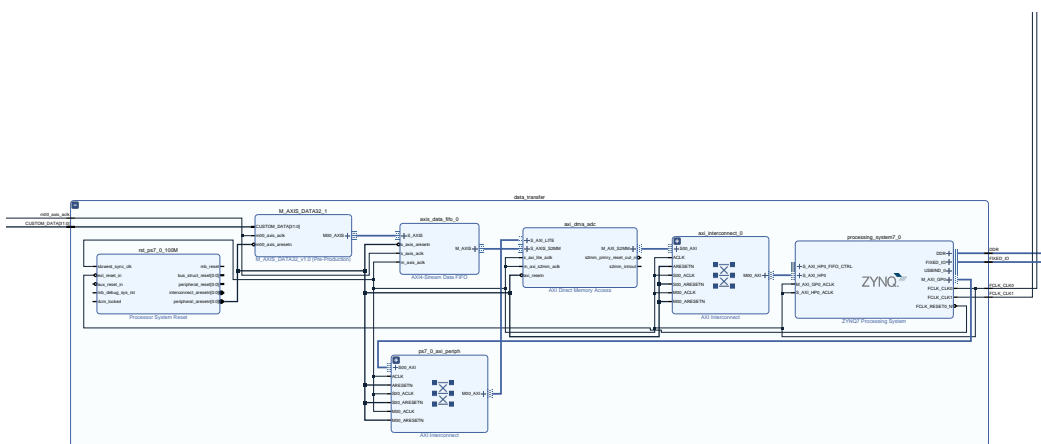 data_transfer
m00_axis_aclk
CUSTOM_DATA[31:0]
M_AXIS_DATA32_1
CUSTOM_DATA[31:0]
m00_axis_aclk
m00_axis_aresetn
M00_AXIS
M_AXIS_DATA32_v1.0 (Pre-Production)
axis_data_fifo_0
S_AXIS
s_axis_aresetn
s_axis_aclk
m_axis_aclk
M_AXIS
AXI4-Stream Data FIFO
axi_dma_adc
S_AXI_LITE
S_AXIS_S2MM
s_axi_lite_aclk
m_axi_s2mm_aclk
axi_resetn
M_AXI_S2MM
s2mm_prmry_reset_out_n
s2mm_introut
AXI Direct Memory Access
axi_interconnect_0
S00_AXI
ACLK
ARESETN
S00_ACLK
S00_ARESETN
M00_ACLK
M00_ARESETN
M00_AXI
AXI Interconnect
processing_system7_0
S_AXI_HP0_FIFO_CTRL
S_AXI_HP0
M_AXI_GP0_ACLK
S_AXI_HP0_ACLK
ZYNQ
DDR
FIXED_IO
USBIND_0
M_AXI_GP0
FCLK_CLK0
FCLK_CLK1
FCLK_RESET0_N
ZYNQ7 Processing System
DDR
FIXED_IO
FCLK_CLK0
FCLK_CLK1
rst_ps7_0_100M
slowest_sync_clk
ext_reset_in
aux_reset_in
mb_debug_sys_rst
dcm_locked
mb_reset
bus_struct_reset[0:0]
peripheral_reset[0:0]
interconnect_aresetn[0:0]
peripheral_aresetn[0:0]
Processor System Reset
ps7_0_axi_periph
S00_AXI
ACLK
ARESETN
S00_ACLK
S00_ARESETN
M00_ACLK
M00_ARESETN
M00_AXI
AXI Interconnect